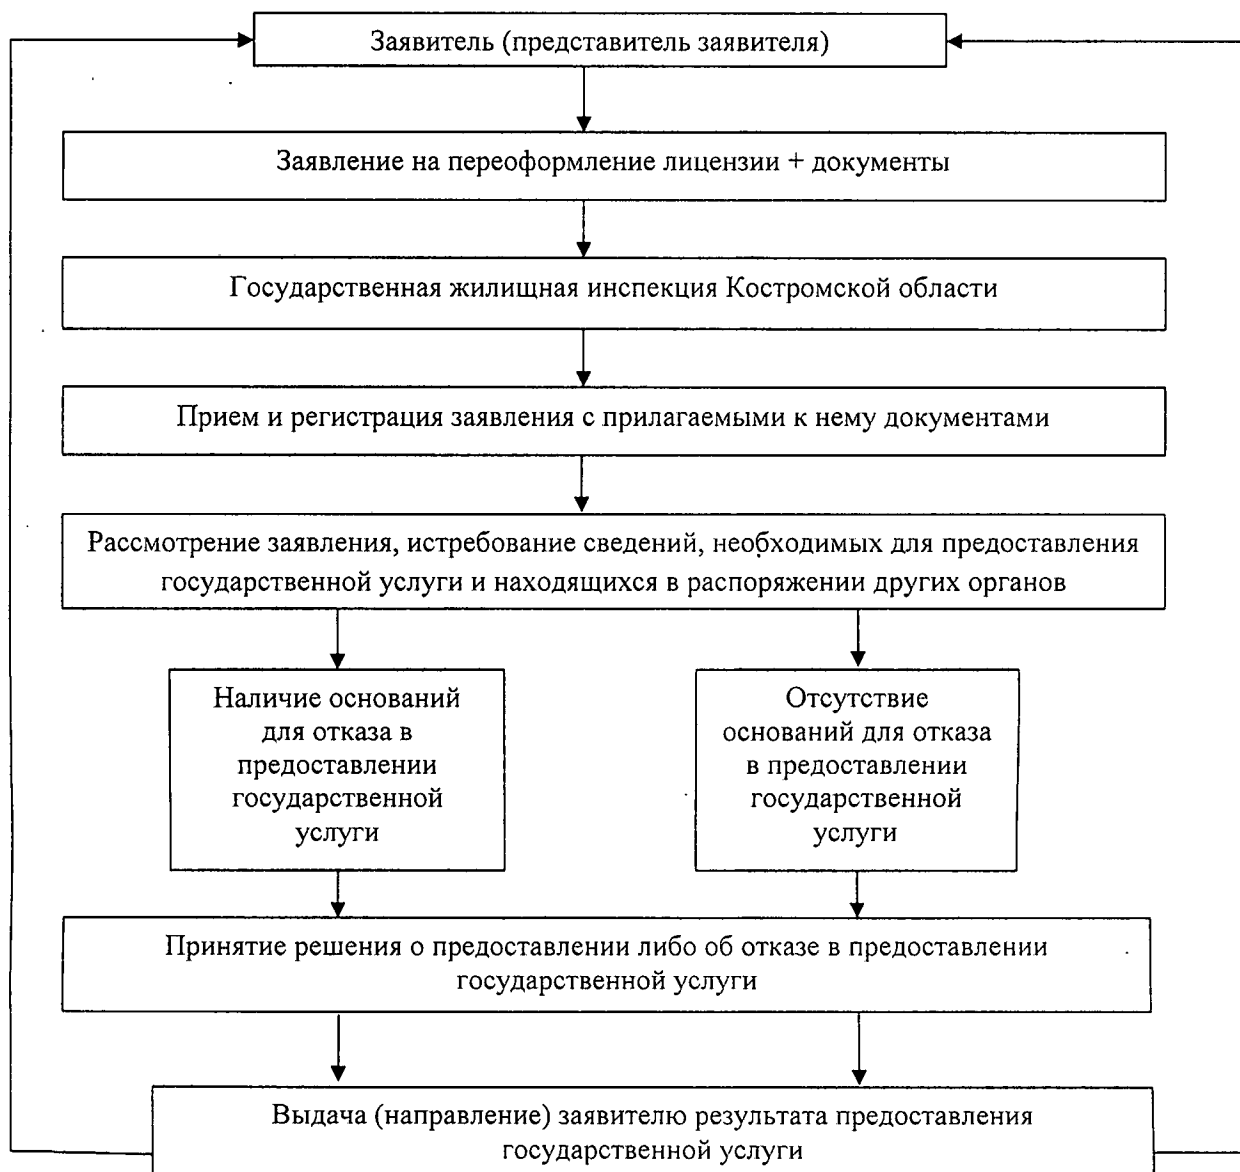 Заявитель (представитель заявителя)
Заявление на переоформление лицензии + документы
Государственная жилищная инспекция Костромской области
Прием и регистрация заявления с прилагаемыми к нему документами
Рассмотрение заявления, истребование сведений, необходимых для предоставления
государственной услуги и находящихся в распоряжении других органов
Наличие оснований
для отказа в
предоставлении
государственной
услуги
Отсутствие
оснований для отказа
в предоставлении
государственной
услуги
Принятие решения о предоставлении либо об отказе в предоставлении
государственной услуги
Выдача (направление) заявителю результата предоставления
государственной услуги